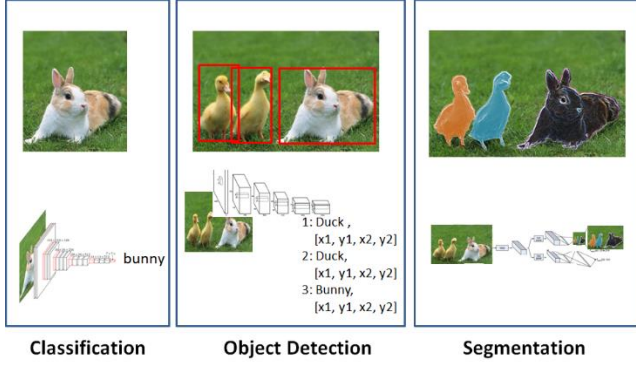 bunny
1: Duck ,
[x1, y1, x2, y2]
2: Duck,
[x1, y1, x2, y2]
3: Bunny,
[x1, y1, x2, y2]
Classification
Object Detection
Segmentation